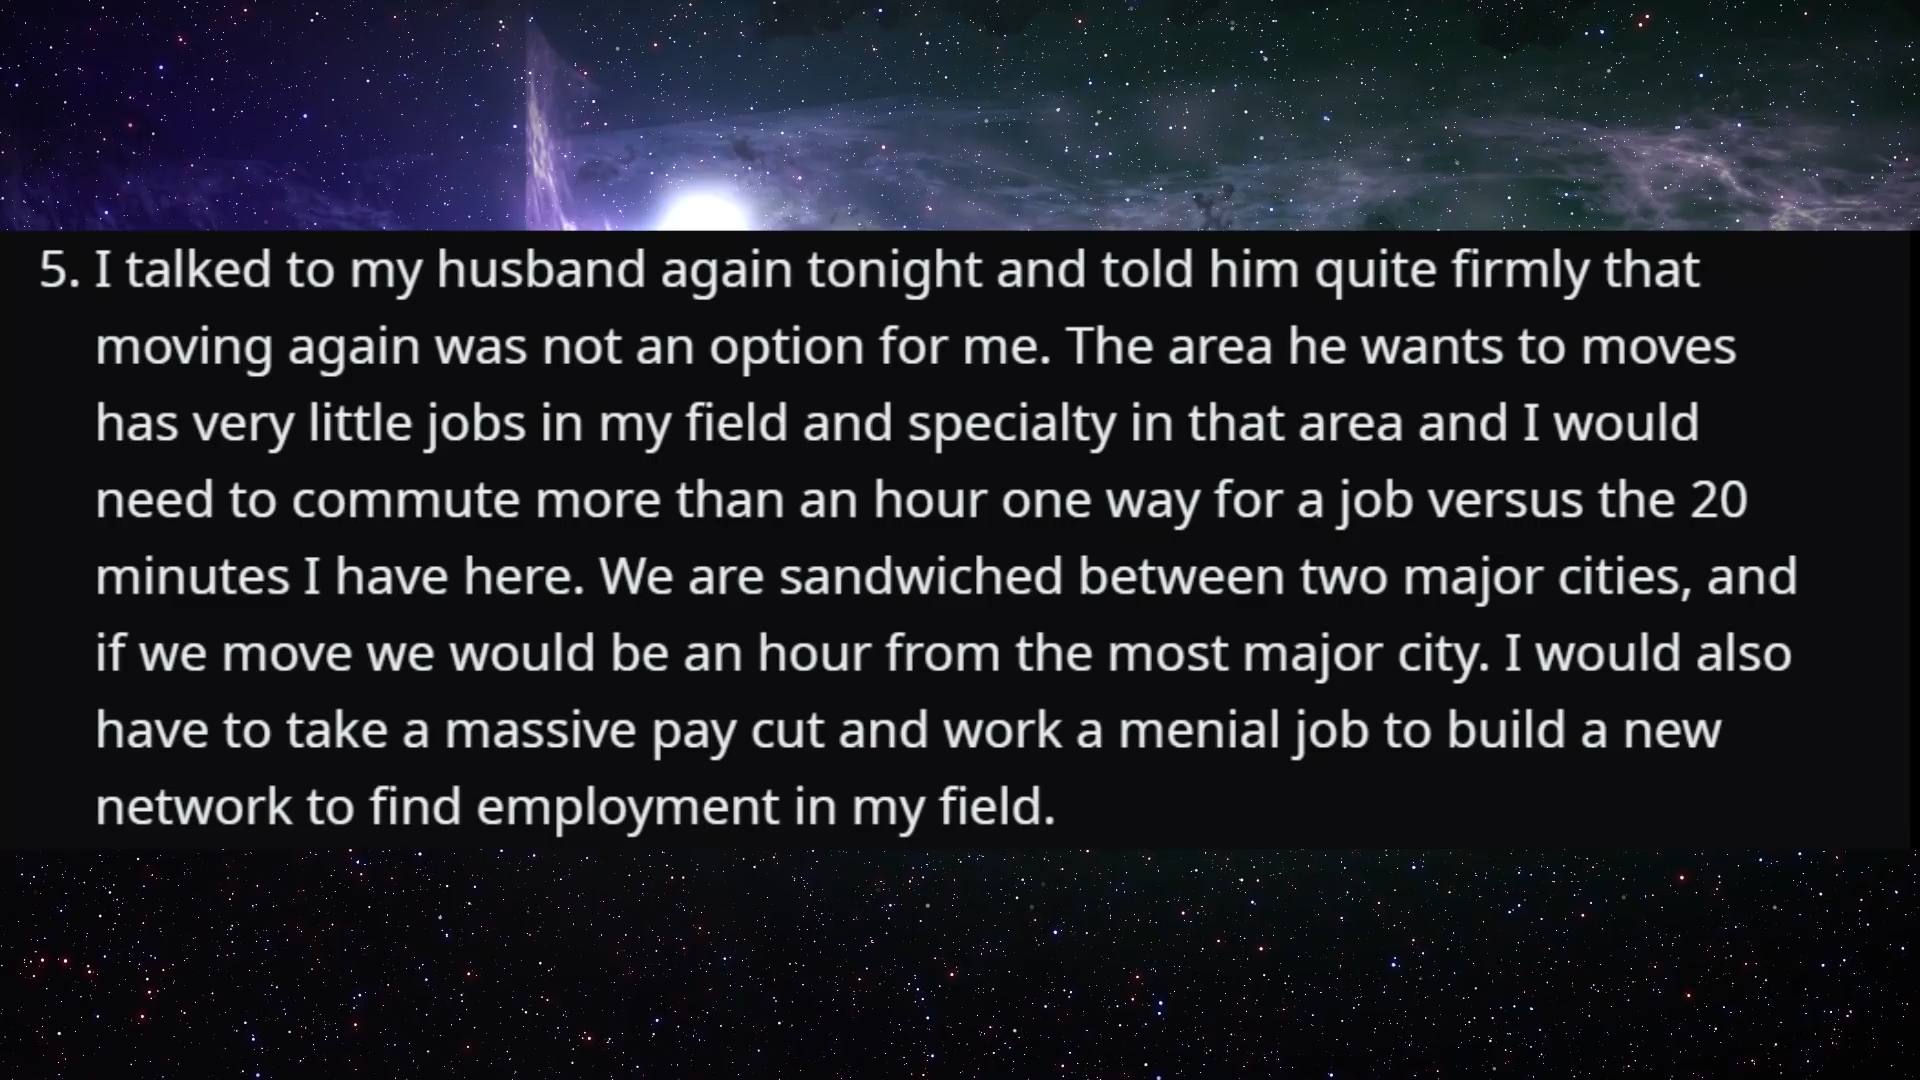 5. I talked to my husband again tonight and told him quite firmly that
moving again was not an option for me. The area he wants to moves
has very little jobs in my field and specialty in that area and I would
need to commute more than an hour one way for a job versus the 20
minutes I have here. We are sandwiched between two major cities, and
if we move we would be an hour from the most major city. I would also
have to take a massive pay cut and work a menial job to build a new
network to find employment in my field.